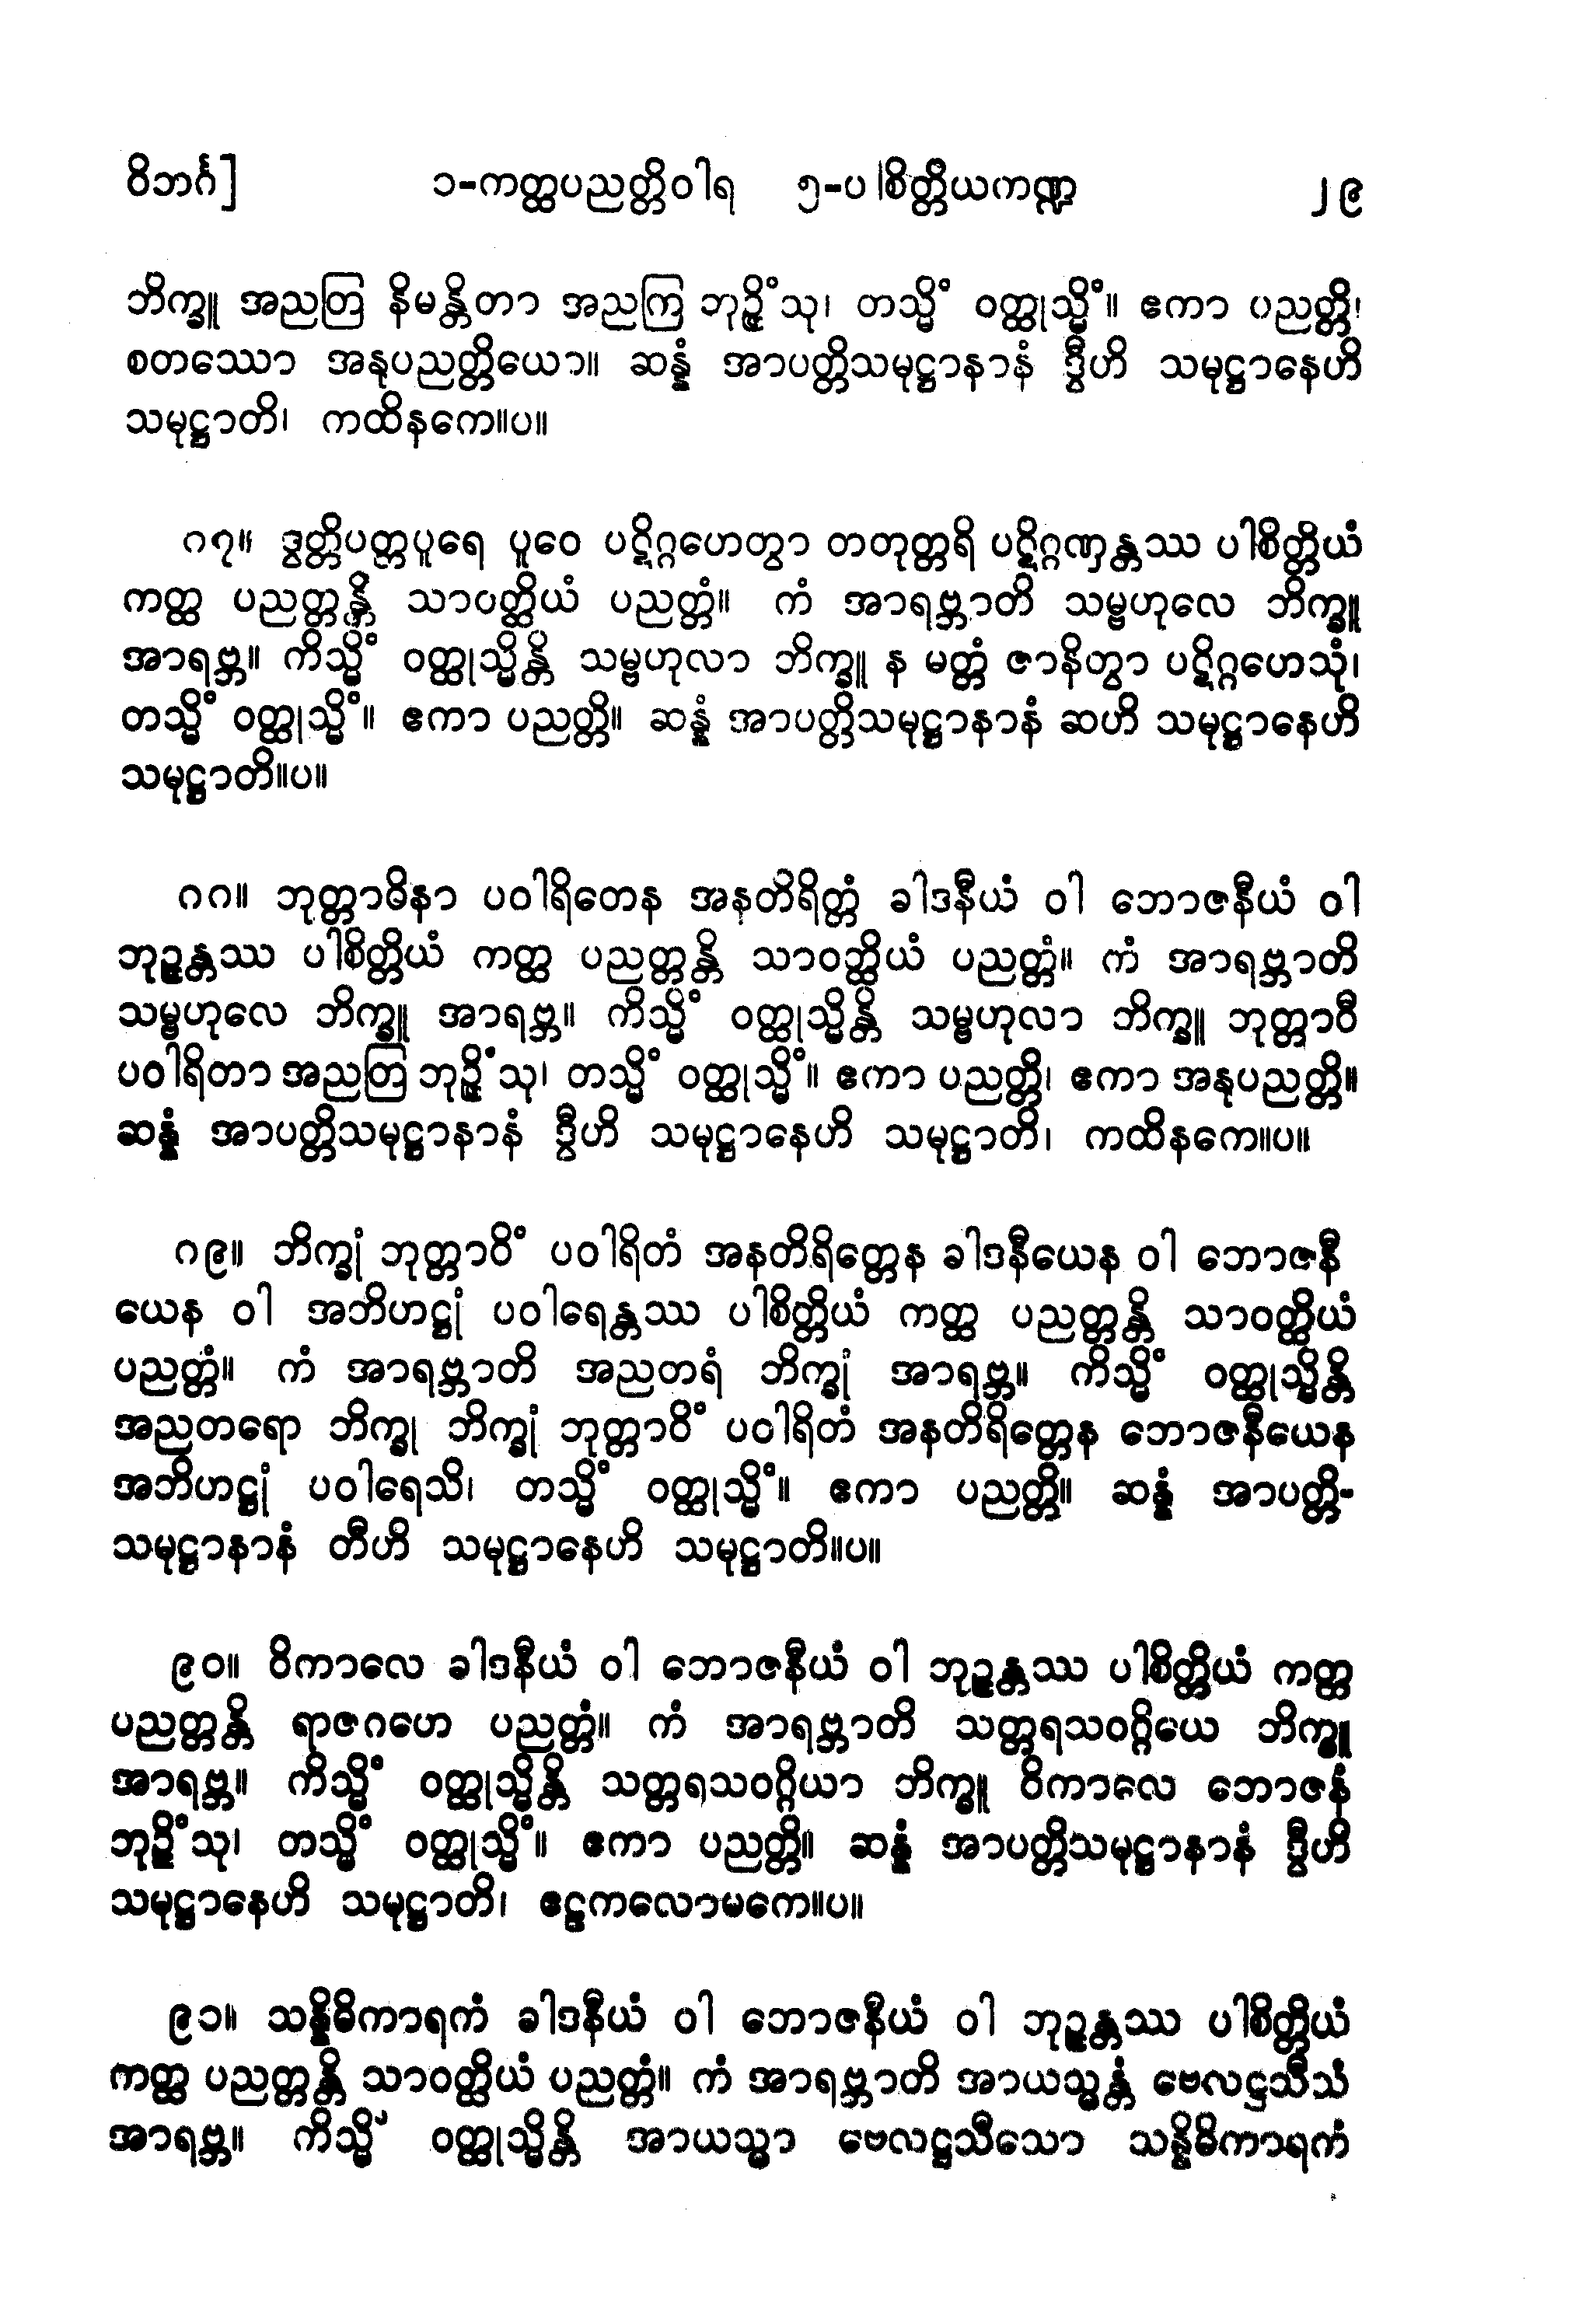 ဝိဘင်္ဂ] ၁-ကတ္ထပညတ္တိဝါရ ၅-ပါစိတ္တိယကဏ္ဍ ၂၉
ဘိက္ခူ အညတြ နိမန္တိတာ အညတြ ဘုဉ္ဇိံသု၊ တသ္မိံ ဝတ္ထုသ္မိံ။ ဧကာ ပညတ္တိ၊
စတဿော အနုပညတ္တိယော။ ဆန္နံ အာပတ္တိသမုဋ္ဌာနာနံ ဒွီဟိ သမုဋ္ဌာနေဟိ
သမုဋ္ဌာတိ၊ ကထိနကေ။ပ။
၈၇။ ဒွတ္တိပတ္တပူရေ ပူဝေ ပဋိဂ္ဂဟေတွာ တတုတ္တရိ ပဋိဂ္ဂဏှန္တဿ ပါစိတ္တိယံ
ကတ္ထ ပညတ္တန္တိ သာဝတ္ထိယံ ပညတ္တံ။ ကံ အာရဗ္ဘာတိ သမ္ဗဟုလေ ဘိက္ခူ
အာရဗ္ဘ။ ကိသ္မိံ ဝတ္ထုသ္မိန္တိ သမ္ဗဟုလာ ဘိက္ခူ န မတ္တံ ဇာနိတွာ ပဋိဂ္ဂဟေသုံ၊
တသ္မိံ ဝတ္ထုသ္မိံ။ ဧကာ ပညတ္တိ။ ဆန္နံ အာပတ္တိသမုဋ္ဌာနာနံ ဆဟိ သမုဋ္ဌာနေဟိ
သမုဋ္ဌာတိ။ပ။
၈၈။ ဘုတ္တာဝိနာ ပဝါရိတေန အနတိရိတ္တံ ခါဒနီယံ ဝါ ဘောဇနီယံ ဝါ
ဘုဉ္ဇန္တဿ ပါစိတ္တိယံ ကတ္ထ ပညတ္တန္တိ သာဝတ္ထိယံ ပညတ္တံ။ ကံ အာရဗ္ဘာတိ
သမ္ဗဟုလေ ဘိက္ခူ အာရဗ္ဘ။ ကိသ္မိံ ဝတ္ထုသ္မိန္တိ သမ္ဗဟုလာ ဘိက္ခူ ဘုတ္တာဝီ
ပဝါရိတာ အညတြ ဘုဉ္ဇိံသု၊ တသ္မိံ ဝတ္ထုသ္မိံ။ ဧကာ ပညတ္တိ၊ ဧကာ အနုပညတ္တိ။
ဆန္နံ အာပတ္တိသမုဋ္ဌာနာနံ ဒွီဟိ သမုဋ္ဌာနေဟိ သမုဋ္ဌာတိ၊ ကထိနကေ။ပ။
၈၉။ ဘိက္ခုံ ဘုတ္တာဝိံ ပဝါရိတံ အနတိရိတ္တေန ခါဒနီယေန ဝါ ဘောဇနီ
ယေန ဝါ အဘိဟဋ္ဌုံ ပဝါရေန္တဿ ပါစိတ္တိယံ ကတ္ထ ပညတ္တန္တိ သာဝတ္ထိယံ
ပညတ္တံ။ ကံ အာရဗ္ဘာတိ အညတရံ ဘိက္ခုံ အာရဗ္ဘ။ ကိသ္မိံ ဝတ္ထုသ္မိန္တိ
အညတရော ဘိက္ခု ဘိက္ခုံ ဘုတ္တာဝိံ ပဝါရိတံ အနတိရိတ္တေန ဘောဇနီယေန
အဘိဟဋ္ဌုံ ပဝါရေသိ၊ တသ္မိံ ဝတ္ထုသ္မိံ။ ဧကာ ပညတ္တိ။ ဆန္နံ အာပတ္တိ-
သမုဋ္ဌာနာနံ တီဟိ သမုဋ္ဌာနေဟိ သမုဋ္ဌာတိ။ပ။
၉၀။ ဝိကာလေ ခါဒနီယံ ဝါ ဘောဇနီယံ ဝါ ဘုဉ္ဇန္တဿ ပါစိတ္တိယံ ကတ္ထ
ပညတ္တန္တိ ရာဇဂဟေ ပညတ္တံ။ ကံ အာရဗ္ဘာတိ သတ္တရသဝဂ္ဂိယေ ဘိက္ခူ
အာရဗ္ဘ။ ကိသ္မိံ ဝတ္ထုသ္မိန္တိ သတ္တရသဝဂ္ဂိယာ ဘိက္ခူ ဝိကာလေ ဘောဇနံ
ဘုဉ္ဇိံသု၊ တသ္မိံ ဝတ္ထုသ္မိံ။ ဧကာ ပညတ္တိ။ ဆန္နံ အာပတ္တိသမုဋ္ဌာနာနံ ဒွီဟိ
သမုဋ္ဌာနေဟိ သမုဋ္ဌာတိ၊ ဧဠကလောမကေ။ပ။
၉၁။ သန္နိဓိကာရကံ ခါဒနီယံ ဝါ ဘောဇနီယံ ဝါ ဘုဉ္ဇန္တဿ ပါစိတ္တိယံ
ကတ္ထ ပညတ္တန္တိ သာဝတ္ထိယံ ပညတ္တံ။ ကံ အာရဗ္ဘာတိ အာယသ္မန္တံ ဗေလဋ္ဌသီသံ
အာရဗ္ဘ။ ကိသ္မိံ ဝတ္ထုသ္မိန္တိ အာယသ္မာ ဗေလဋ္ဌသီသော သန္နိဓိကာရကံ